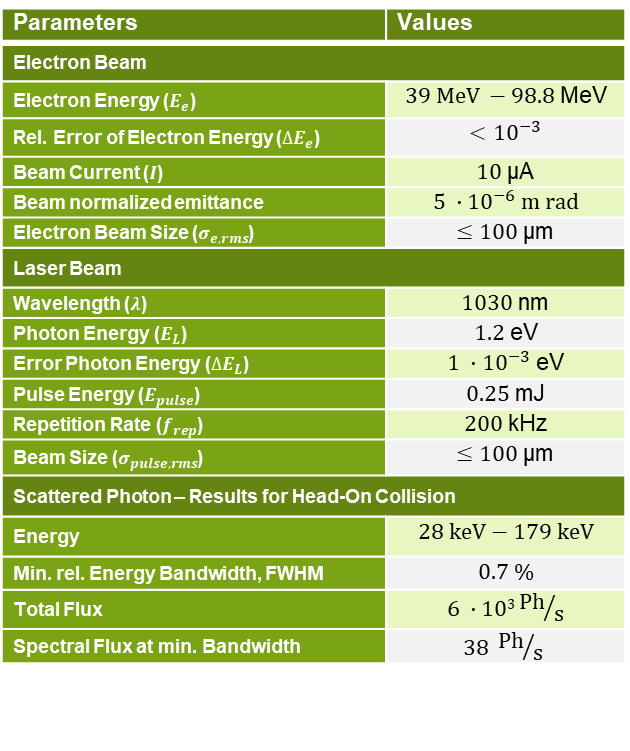 Parameters Values
Electron Beam
Electron Energy (𝑬ₑ) 39 MeV − 98.8 MeV
Rel. Error of Electron Energy (Δ𝑬ₑ) < 10⁻³
Beam Current (𝑰) 10 µA
Beam normalized emittance 5 · 10⁻⁶ m rad
Electron Beam Size (𝝈ₑ,ᵣₘₛ) ≤ 100 µm
Laser Beam
Wavelength (𝝀) 1030 nm
Photon Energy (𝑬_L) 1.2 eV
Error Photon Energy (Δ𝑬_L) 1 · 10⁻³ eV
Pulse Energy (𝑬_pulse) 0.25 mJ
Repetition Rate (𝒇_rep) 200 kHz
Beam Size (𝝈_pulse,rms) ≤ 100 µm
Scattered Photon – Results for Head-On Collision
Energy 28 keV − 179 keV
Min. rel. Energy Bandwidth, FWHM 0.7 %
Total Flux 6 · 10³ Ph/s
Spectral Flux at min. Bandwidth 38 Ph/s